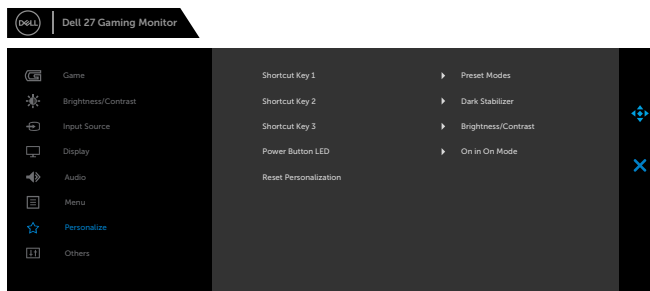 DELL Dell 27 Gaming Monitor
Game Shortcut Key 1 Preset Modes
Brightness/Contrast Shortcut Key 2 Dark Stabilizer
Input Source Shortcut Key 3 Brightness/Contrast
Display Power Button LED On in On Mode
Audio Reset Personalization
Menu
Personalize
Others